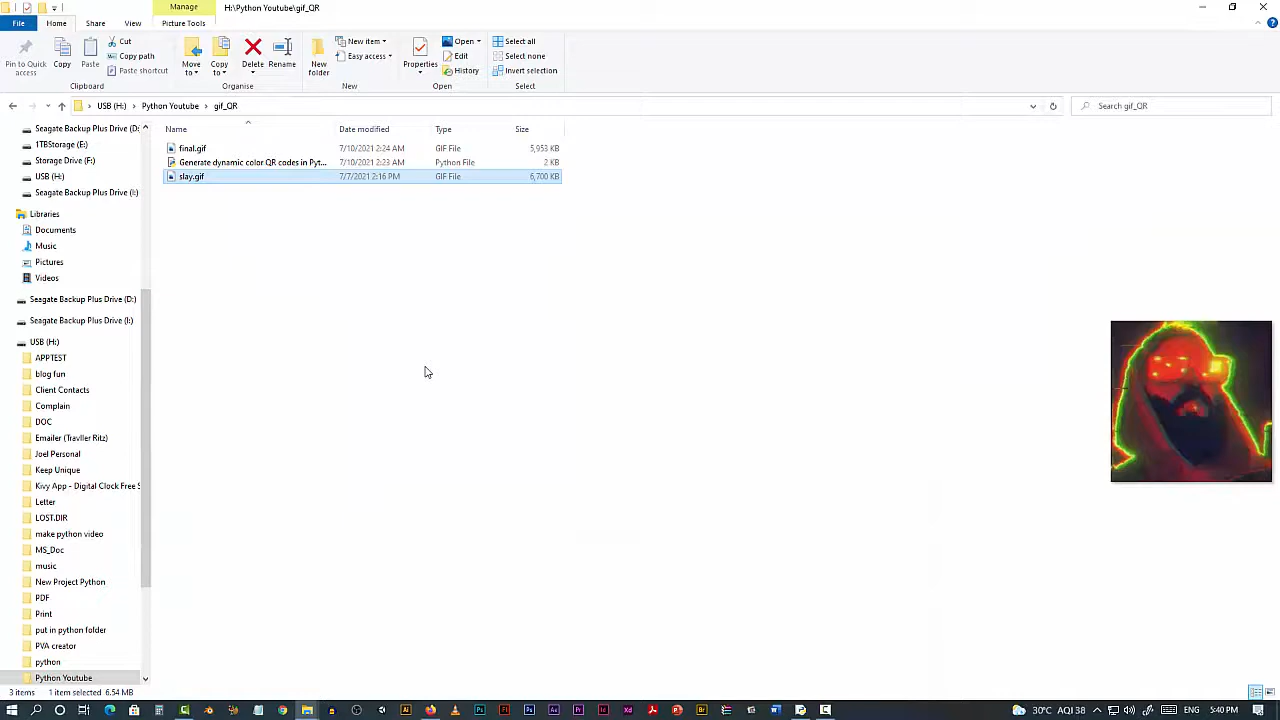 Manage
H:\Python Youtube\gif_QR
File
Home
Share
View
Picture Tools
Pin to Quick access
Copy
Paste
Cut
Copy path
Paste shortcut
Clipboard
Move to
Copy to
Delete
Rename
Organise
New folder
New item
Easy access
New
Properties
Open
Edit
History
Open
Select all
Select none
Invert selection
Select
USB (H:) > Python Youtube > gif_QR
Search gif_QR
Name Date modified Type Size
final.gif 7/10/2021 2:24 AM GIF File 5,953 KB
Generate dynamic color QR codes in Pyt... 7/10/2021 2:23 AM Python File 2 KB
slay.gif 7/7/2021 2:16 PM GIF File 6,700 KB
Seagate Backup Plus Drive (D:
1TBStorage (E:)
Storage Drive (F:)
USB (H:)
Seagate Backup Plus Drive (I:)
Libraries
Documents
Music
Pictures
Videos
Seagate Backup Plus Drive (D:)
Seagate Backup Plus Drive (I:)
USB (H:)
APPTEST
blog fun
Client Contacts
Complain
DOC
Emailer (Travller Ritz)
Joel Personal
Keep Unique
Kivy App - Digital Clock Free S
Letter
LOST.DIR
make python video
MS_Doc
music
New Project Python
PDF
Print
put in python folder
PVA creator
python
Python Youtube
3 items 1 item selected 6.54 MB
30°C AQI 38
5:40 PM